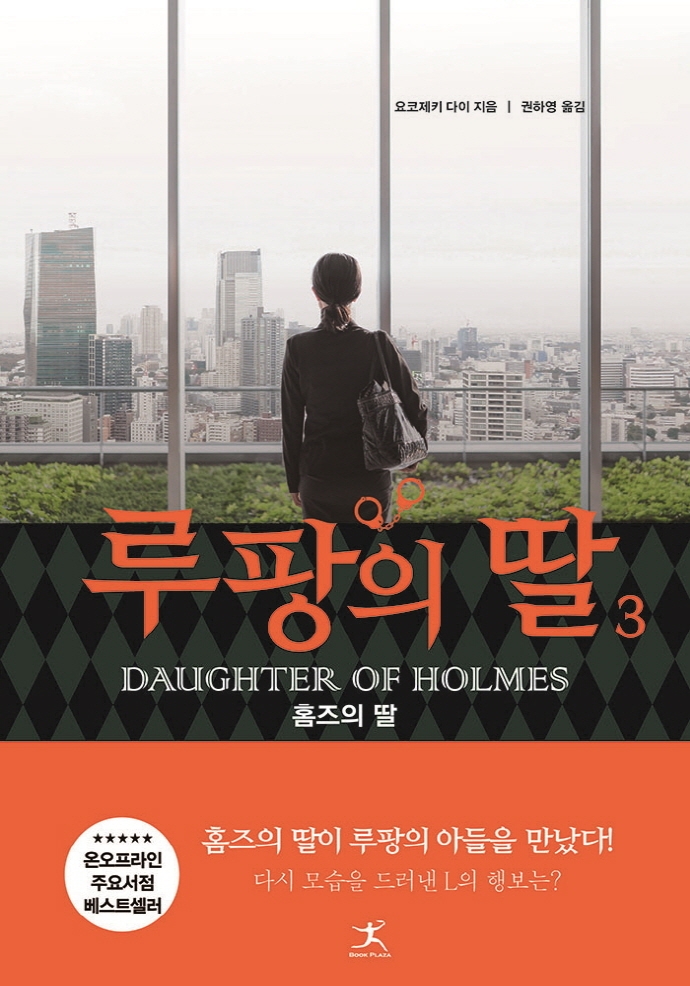 요코제키 다이 지음 | 권하영 옮김
루팡의 딸 3
DAUGHTER OF HOLMES
홈즈의 딸
★★★★★
온오프라인
주요서점
베스트셀러
홈즈의 딸이 루팡의 아들을 만났다!
다시 모습을 드러낸 L의 행보는?
BOOK PLAZA